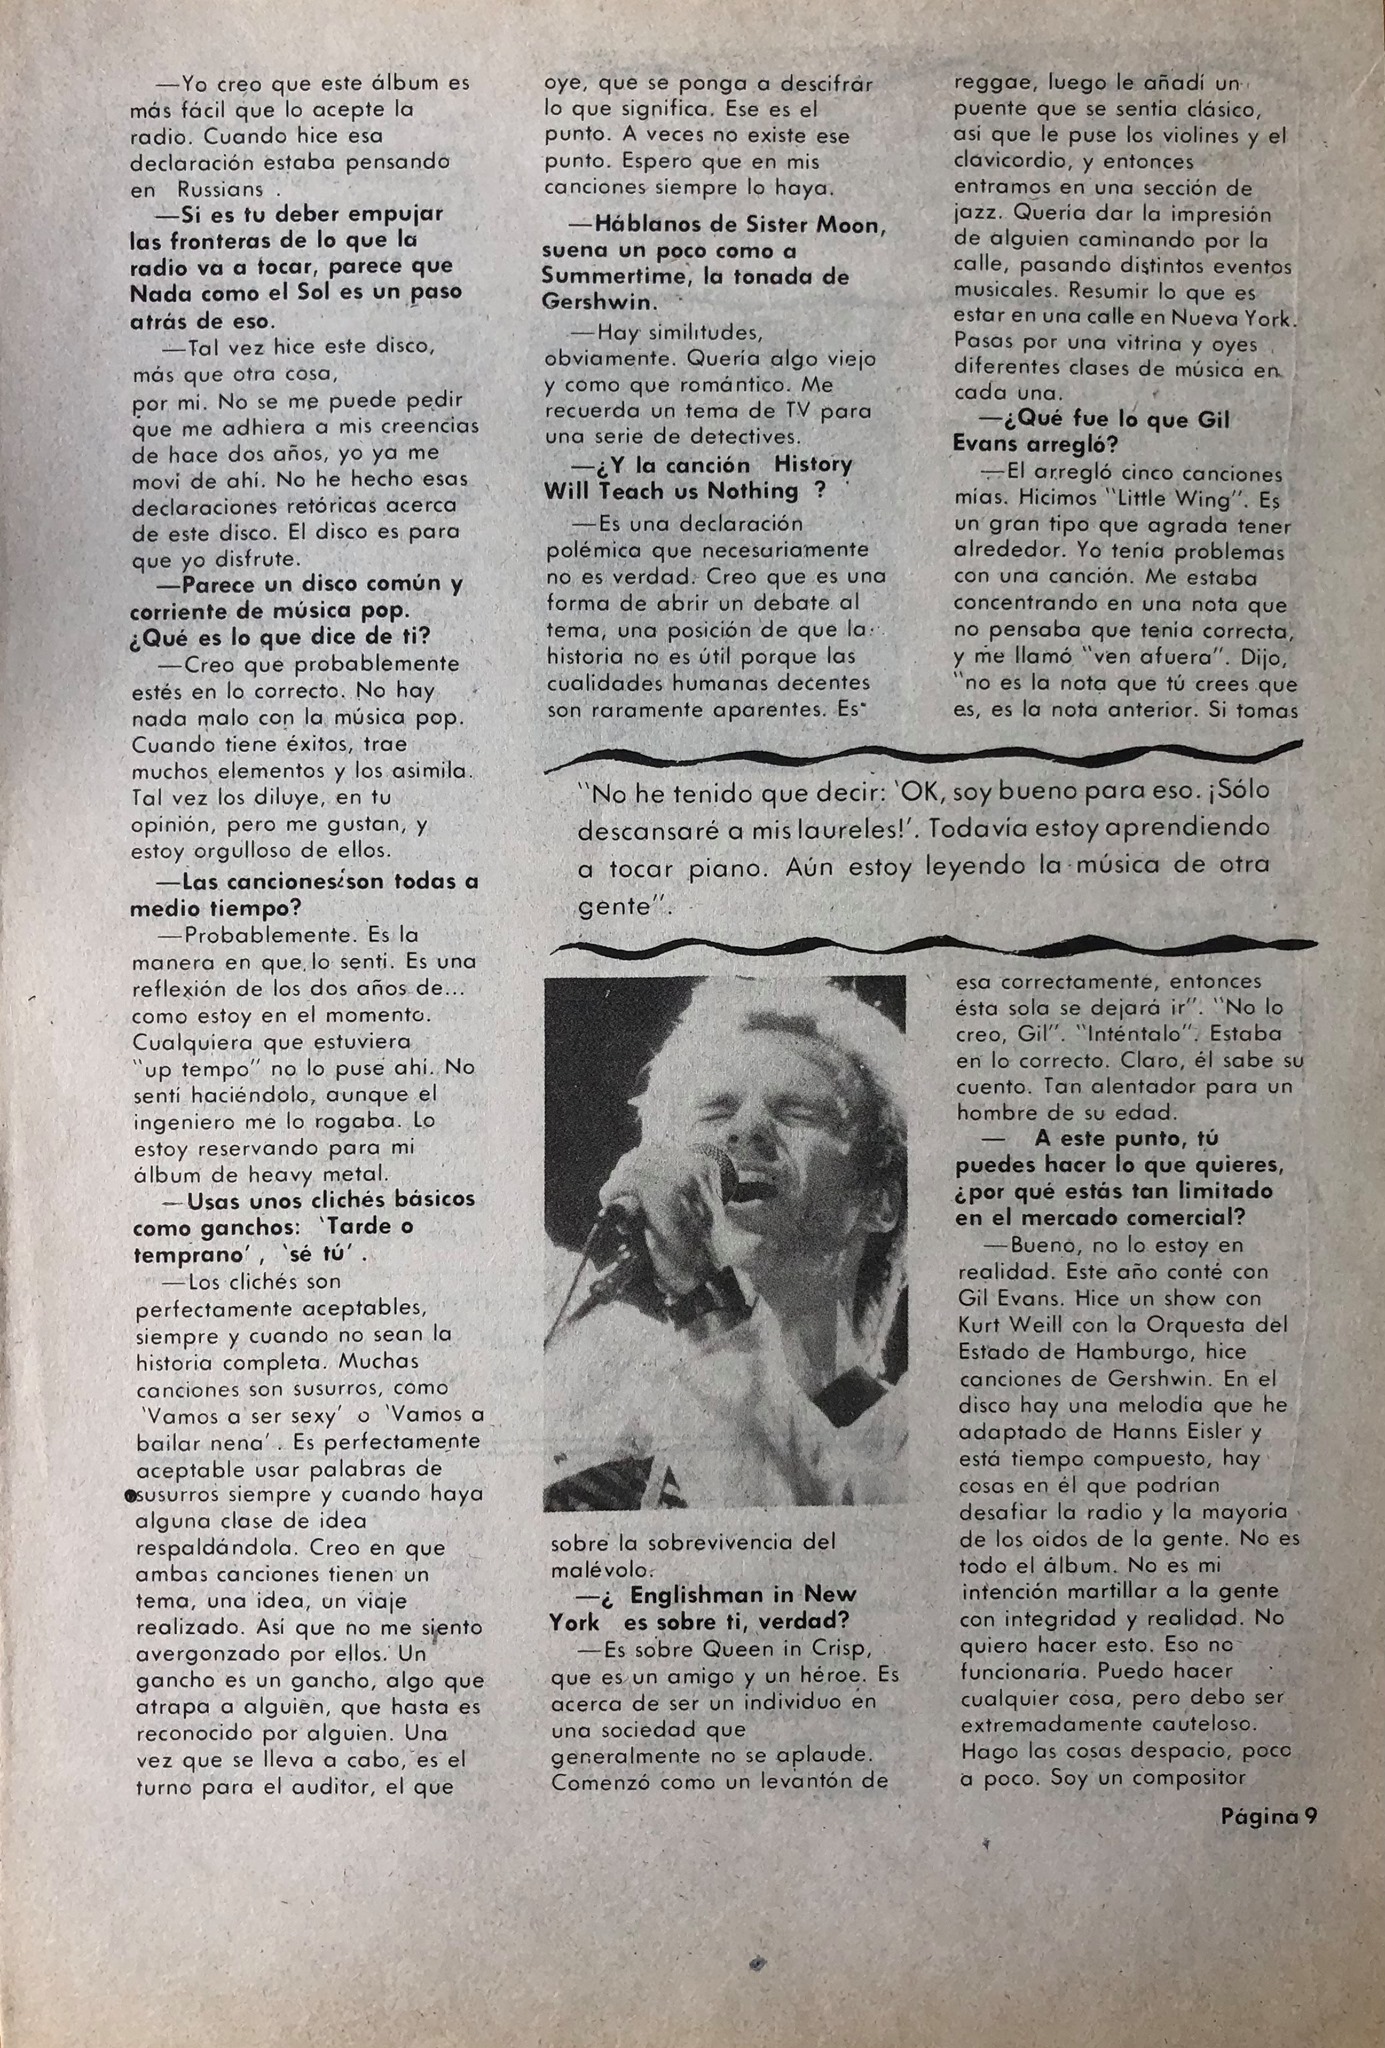 —Yo creo que este álbum es
más fácil que lo acepte la
radio. Cuando hice esa
declaración estaba pensando
en Russians .
—Si es tu deber empujar
las fronteras de lo que la
radio va a tocar, parece que
Nada como el Sol es un paso
atrás de eso.
—Tal vez hice este disco,
más que otra cosa,
por mi. No se me puede pedir
que me adhiera a mis creencias
de hace dos años, yo ya me
movi de ahí. No he hecho esas
declaraciones retóricas acerca
de este disco. El disco es para
que yo disfrute.
—Parece un disco común y
corriente de música pop.
¿Qué es lo que dice de ti?
—Creo que probablemente
estés en lo correcto. No hay
nada malo con la música pop.
Cuando tiene éxitos, trae
muchos elementos y los asimila.
Tal vez los diluye, en tu
opinión, pero me gustan, y
estoy orgulloso de ellos.
—Las canciones¿son todas a
medio tiempo?
—Probablemente. Es la
manera en que lo sentí. Es una
reflexión de los dos años de...
como estoy en el momento.
Cualquiera que estuviera
"up tempo" no lo puse ahí. No
sentí haciéndolo, aunque el
ingeniero me lo rogaba. Lo
estoy reservando para mi
álbum de heavy metal.
—Usas unos clichés básicos
como ganchos: 'Tarde o
temprano', 'sé tú'.
—Los clichés son
perfectamente aceptables,
siempre y cuando no sean la
historia completa. Muchas
canciones son susurros, como
'Vamos a ser sexy' o 'Vamos a
bailar nena'. Es perfectamente
aceptable usar palabras de
susurros siempre y cuando haya
alguna clase de idea
respaldándola. Creo en que
ambas canciones tienen un
tema, una idea, un viaje
realizado. Así que no me siento
avergonzado por ellos. Un
gancho es un gancho, algo que
atrapa a alguien, que hasta es
reconocido por alguien. Una
vez que se lleva a cabo, es el
turno para el auditor, el que
oye, que se ponga a descifrar
lo que significa. Ese es el
punto. A veces no existe ese
punto. Espero que en mis
canciones siempre lo haya.
—Háblanos de Sister Moon,
suena un poco como a
Summertime, la tonada de
Gershwin.
—Hay similitudes,
obviamente. Quería algo viejo
y como que romántico. Me
recuerda un tema de TV para
una serie de detectives.
—¿Y la canción History
Will Teach us Nothing ?
—Es una declaración
polémica que necesariamente
no es verdad. Creo que es una
forma de abrir un debate al
tema, una posición de que la
historia no es útil porque las
cualidades humanas decentes
son raramente aparentes. Es
"No he tenido que decir: 'OK, soy bueno para eso. ¡Sólo
descansaré a mis laureles!'. Todavía estoy aprendiendo
a tocar piano. Aún estoy leyendo la música de otra
gente".
sobre la sobrevivencia del
malévolo.
—¿ Englishman in New
York es sobre ti, verdad?
—Es sobre Queen in Crisp,
que es un amigo y un héroe. Es
acerca de ser un individuo en
una sociedad que
generalmente no se aplaude.
Comenzó como un levantón de
reggae, luego le añadí un
puente que se sentía clásico,
asi que le puse los violines y el
clavicordio, y entonces
entramos en una sección de
jazz. Quería dar la impresión
de alguien caminando por la
calle, pasando distintos eventos
musicales. Resumir lo que es
estar en una calle en Nueva York.
Pasas por una vitrina y oyes
diferentes clases de música en
cada una.
—¿Qué fue lo que Gil
Evans arregló?
—El arregló cinco canciones
mías. Hicimos "Little Wing". Es
un gran tipo que agrada tener
alrededor. Yo tenía problemas
con una canción. Me estaba
concentrando en una nota que
no pensaba que tenía correcta,
y me llamó "ven afuera". Dijo,
"no es la nota que tú crees que
es, es la nota anterior. Si tomas
esa correctamente, entonces
ésta sola se dejará ir". "No lo
creo, Gil". "Inténtalo". Estaba
en lo correcto. Claro, él sabe su
cuento. Tan alentador para un
hombre de su edad.
— A este punto, tú
puedes hacer lo que quieres,
¿por qué estás tan limitado
en el mercado comercial?
—Bueno, no lo estoy en
realidad. Este año conté con
Gil Evans. Hice un show con
Kurt Weill con la Orquesta del
Estado de Hamburgo, hice
canciones de Gershwin. En el
disco hay una melodía que he
adaptado de Hanns Eisler y
está tiempo compuesto, hay
cosas en él que podrían
desafiar la radio y la mayoría
de los oidos de la gente. No es
todo el álbum. No es mi
intención martillar a la gente
con integridad y realidad. No
quiero hacer esto. Eso no
funcionaría. Puedo hacer
cualquier cosa, pero debo ser
extremadamente cauteloso.
Hago las cosas despacio, poco
a poco. Soy un compositor
Página 9